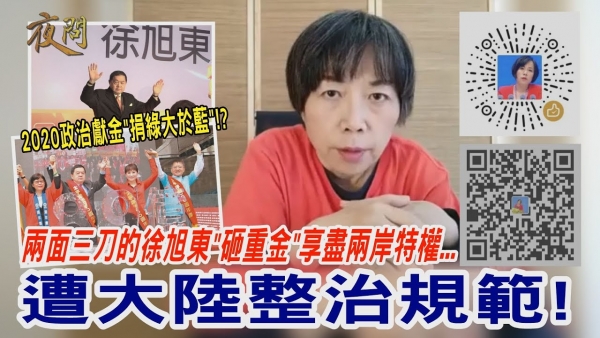 夜問
徐旭東
2020政治獻金"捐綠大於藍"!?
兩面三刀的徐旭東"砸重金"享盡兩岸特權...
遭大陸整治規範!